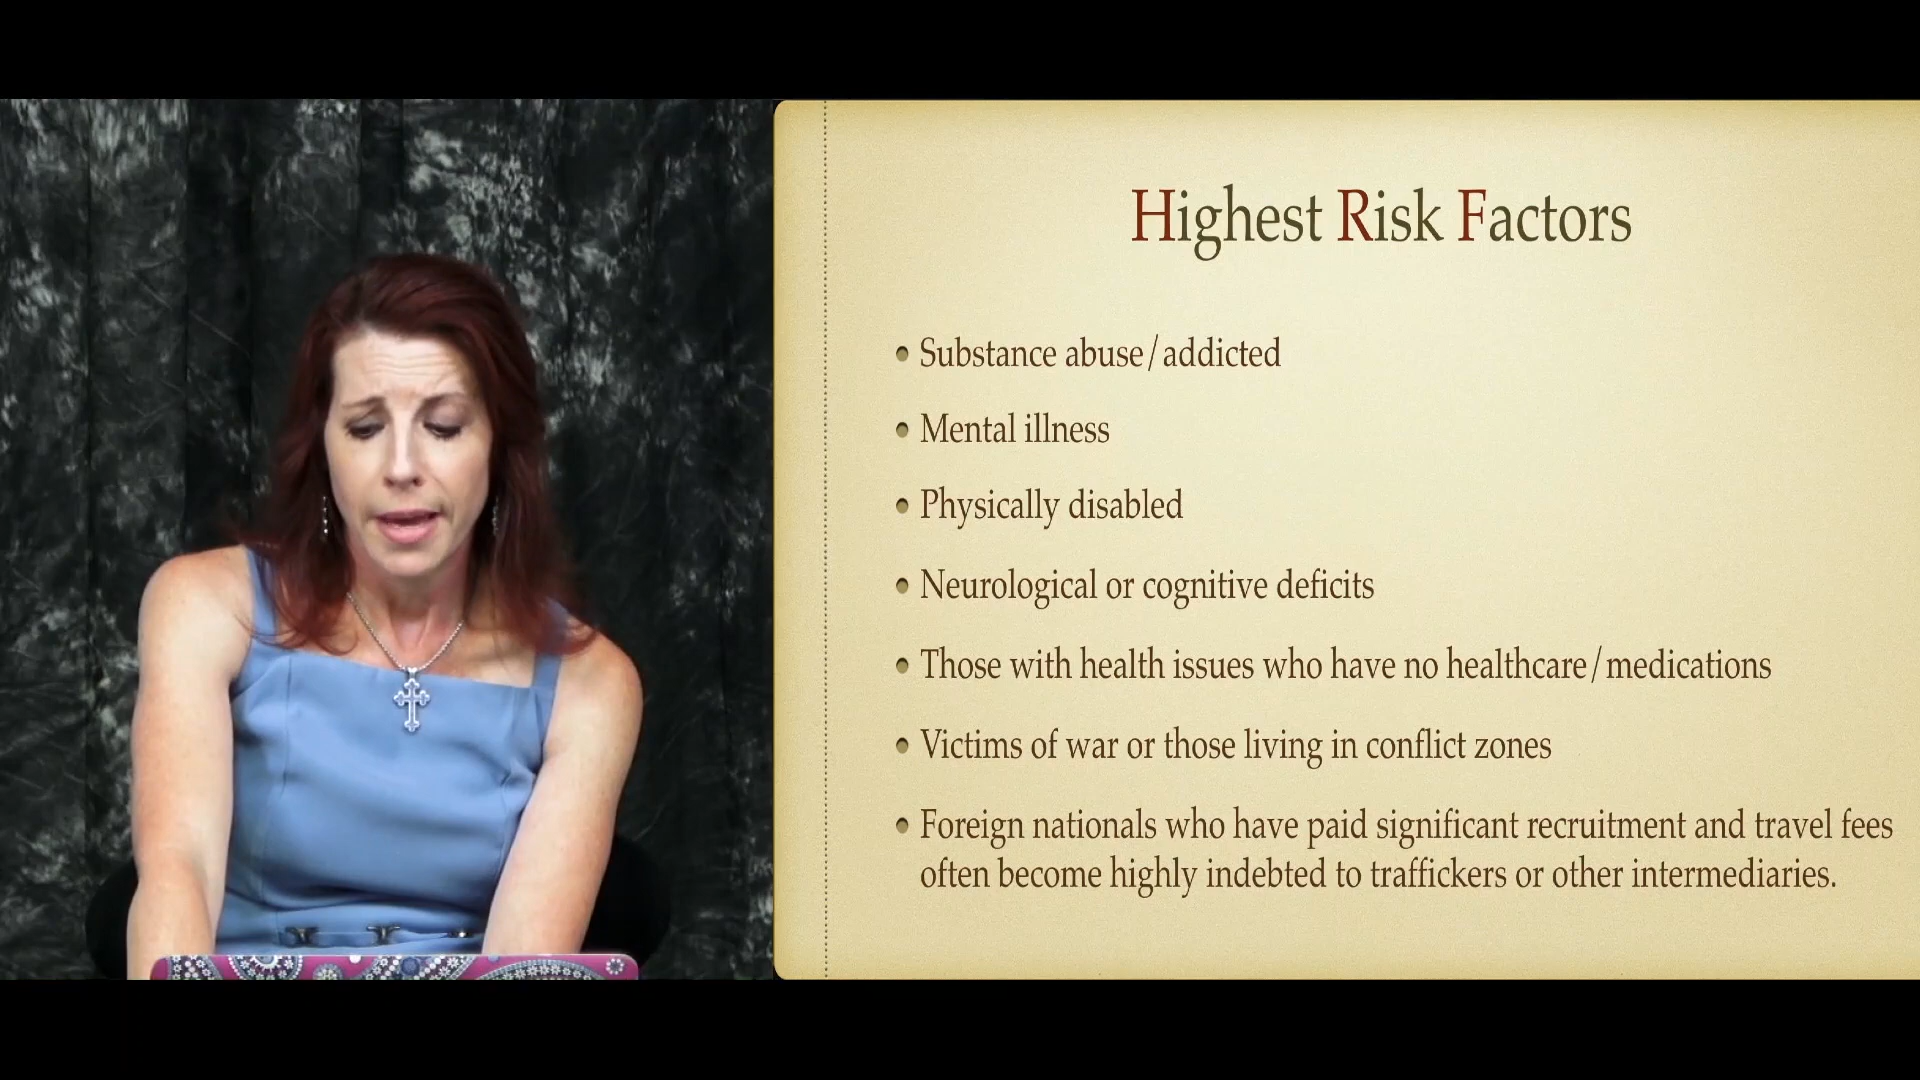 Highest Risk Factors
• Substance abuse/addicted
• Mental illness
• Physically disabled
• Neurological or cognitive deficits
• Those with health issues who have no healthcare/medications
• Victims of war or those living in conflict zones
• Foreign nationals who have paid significant recruitment and travel fees
often become highly indebted to traffickers or other intermediaries.